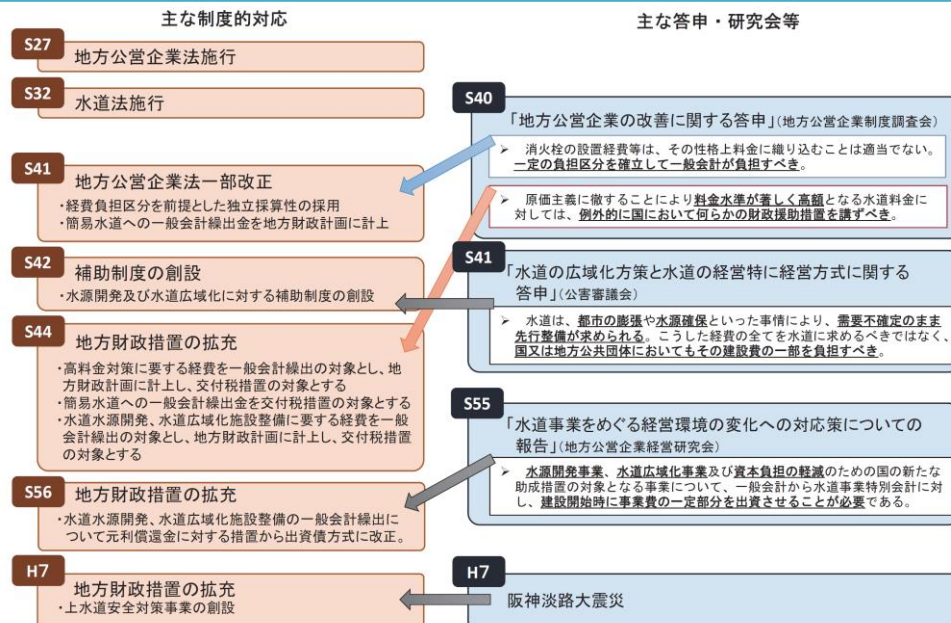 主な制度的対応
S27
地方公営企業法施行
S32
水道法施行
S41
地方公営企業法一部改正
・経費負担区分を前提とした独立採算性の採用
・簡易水道への一般会計繰出金を地方財政計画に計上
S42
補助制度の創設
・水源開発及び水道広域化に対する補助制度の創設
S44
地方財政措置の拡充
・高料金対策に要する経費を一般会計繰出の対象とし、地
方財政計画に計上し、交付税措置の対象とする
・簡易水道への一般会計繰出金を交付税措置の対象とする
・水道水源開発、水道広域化施設整備に要する経費を一般
会計繰出の対象とし、地方財政計画に計上し、交付税措置
の対象とする
S56
地方財政措置の拡充
・水道水源開発、水道広域化施設整備の一般会計繰出に
ついて元利償還金に対する措置から出資債方式に改正。
H7
地方財政措置の拡充
・上水道安全対策事業の創設
主な答申・研究会等
S40
「地方公営企業の改善に関する答申」(地方公営企業制度調査会)
➢ 消火栓の設置経費等は、その性格上料金に織り込むことは適当でない。
一定の負担区分を確立して一般会計が負担すべき。
➢ 原価主義に徹することにより料金水準が著しく高額となる水道料金に
対しては、例外的に国において何らかの財政援助措置を講ずべき。
S41
「水道の広域化方策と水道の経営特に経営方式に関する
答申」(公害審議会)
➢ 水道は、都市の膨張や水源確保といった事情により、需要不確定のまま
先行整備が求められる。こうした経費の全てを水道に求めるべきではなく、
国又は地方公共団体においてもその建設費の一部を負担すべき。
S55
「水道事業をめぐる経営環境の変化への対応策についての
報告」(地方公営企業経営研究会)
➢ 水源開発事業、水道広域化事業及び資本負担の軽減のための国の新たな
助成措置の対象となる事業について、一般会計から水道事業特別会計に対
し、建設開始時に事業費の一定部分を出資させることが必要である。
H7
阪神淡路大震災